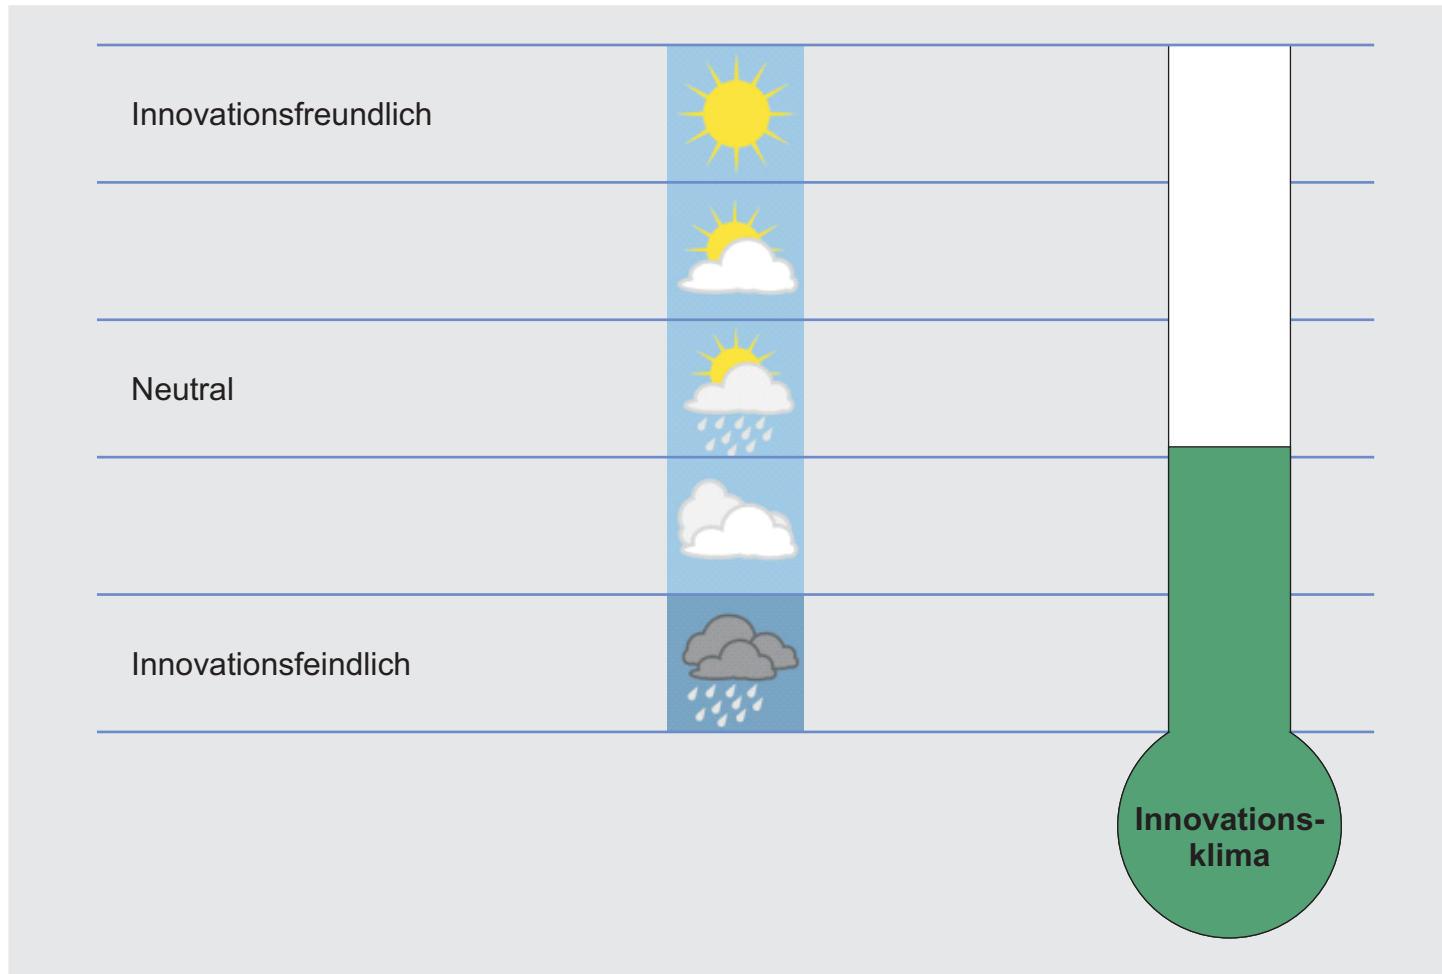 Innovationsfreundlich
Neutral
Innovationsfeindlich
Innovations-
klima